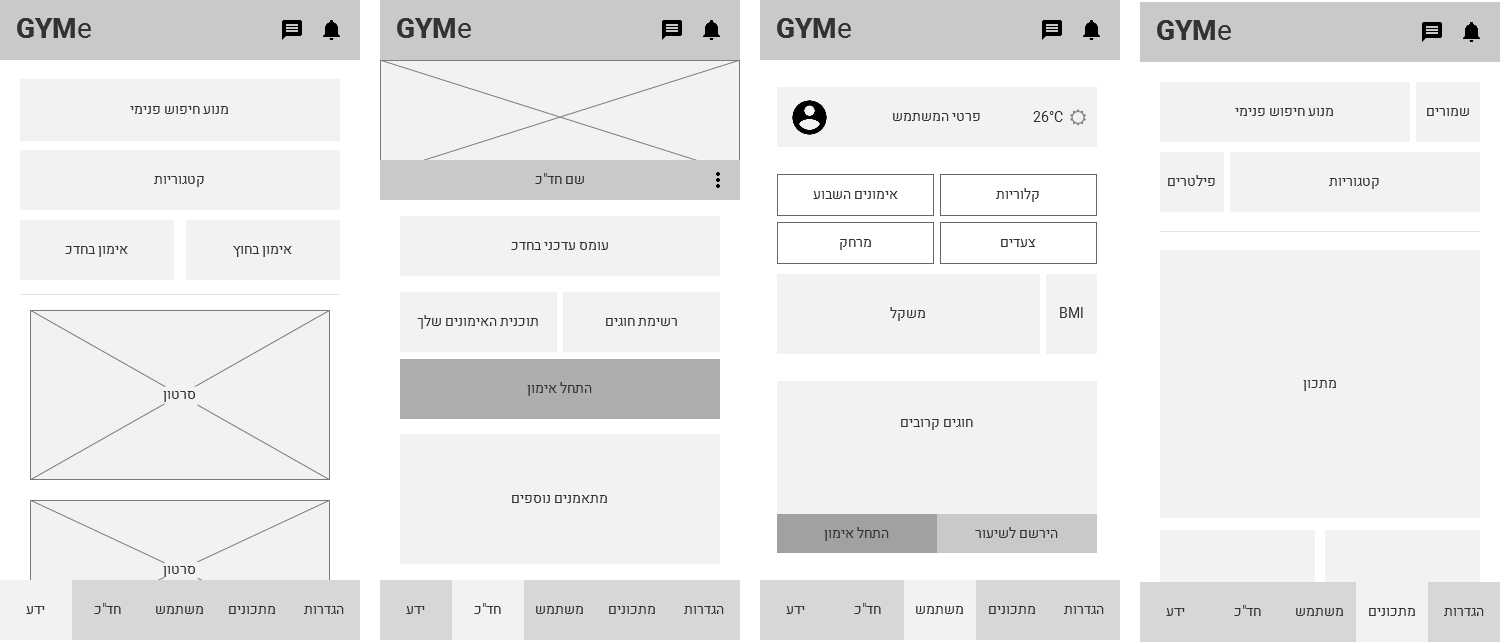 GYMe
מנוע חיפוש פנימי
קטגוריות
אימון בחוץ
אימון בחדכ
סרטון
סרטון
הגדרות
מתכונים
משתמש
חד"כ
ידע
GYMe
שם חד"כ
עומס עדכני בחדכ
רשימת חוגים
תוכנית האימונים שלך
התחל אימון
מתאמנים נוספים
הגדרות
מתכונים
משתמש
חד"כ
ידע
GYMe
פרטי המשתמש
26°C
קלוריות
אימונים השבוע
צעדים
מרחק
BMI
משקל
חוגים קרובים
הירשם לשיעור
התחל אימון
הגדרות
מתכונים
משתמש
חד"כ
ידע
GYMe
שמורים
מנוע חיפוש פנימי
קטגוריות
פילטרים
מתכון
הגדרות
מתכונים
משתמש
חד"כ
ידע